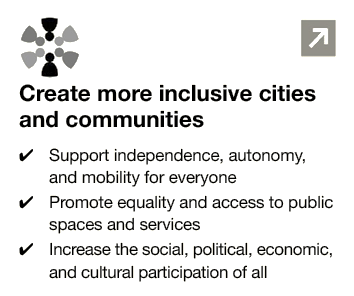 Create more inclusive cities
and communities
✔ Support independence, autonomy,
and mobility for everyone
✔ Promote equality and access to public
spaces and services
✔ Increase the social, political, economic,
and cultural participation of all